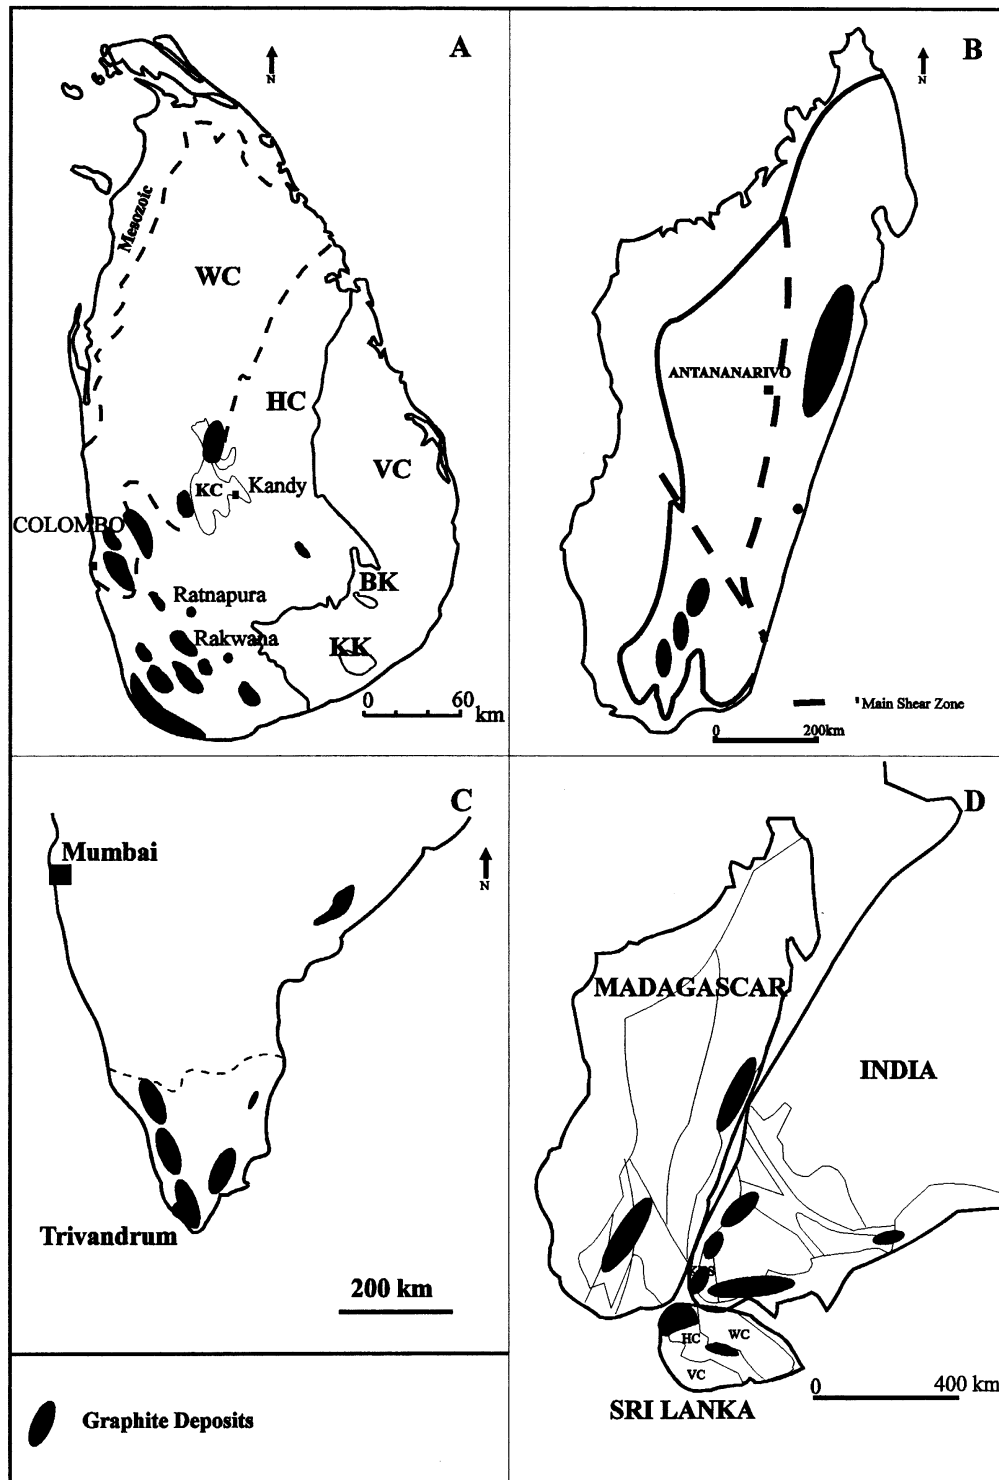 A
N
Mesozoic
WC
HC
VC
KC
Kandy
COLOMBO
BK
Ratnapura
Rakwana
KK
0 60
km
B
N
ANTANANARIVO
Main Shear Zone
0 200km
C
Mumbai
N
Trivandrum
200 km
Graphite Deposits
D
MADAGASCAR
INDIA
HC
WC
VC
0 400 km
SRI LANKA